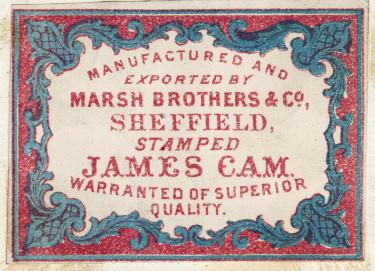 MANUFACTURED AND
EXPORTED BY
MARSH BROTHERS & Co,
SHEFFIELD,
STAMPED
JAMES CAM.
WARRANTED OF SUPERIOR
QUALITY.